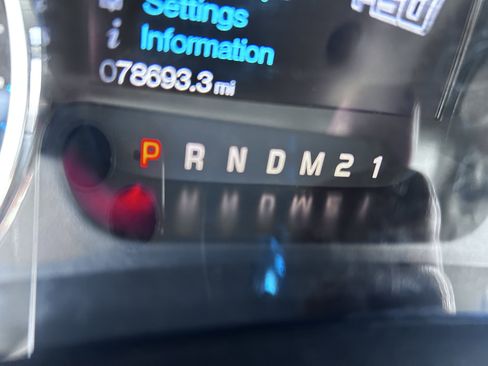 Settings
i Information
078693.3 mi
P R N D M 2 1